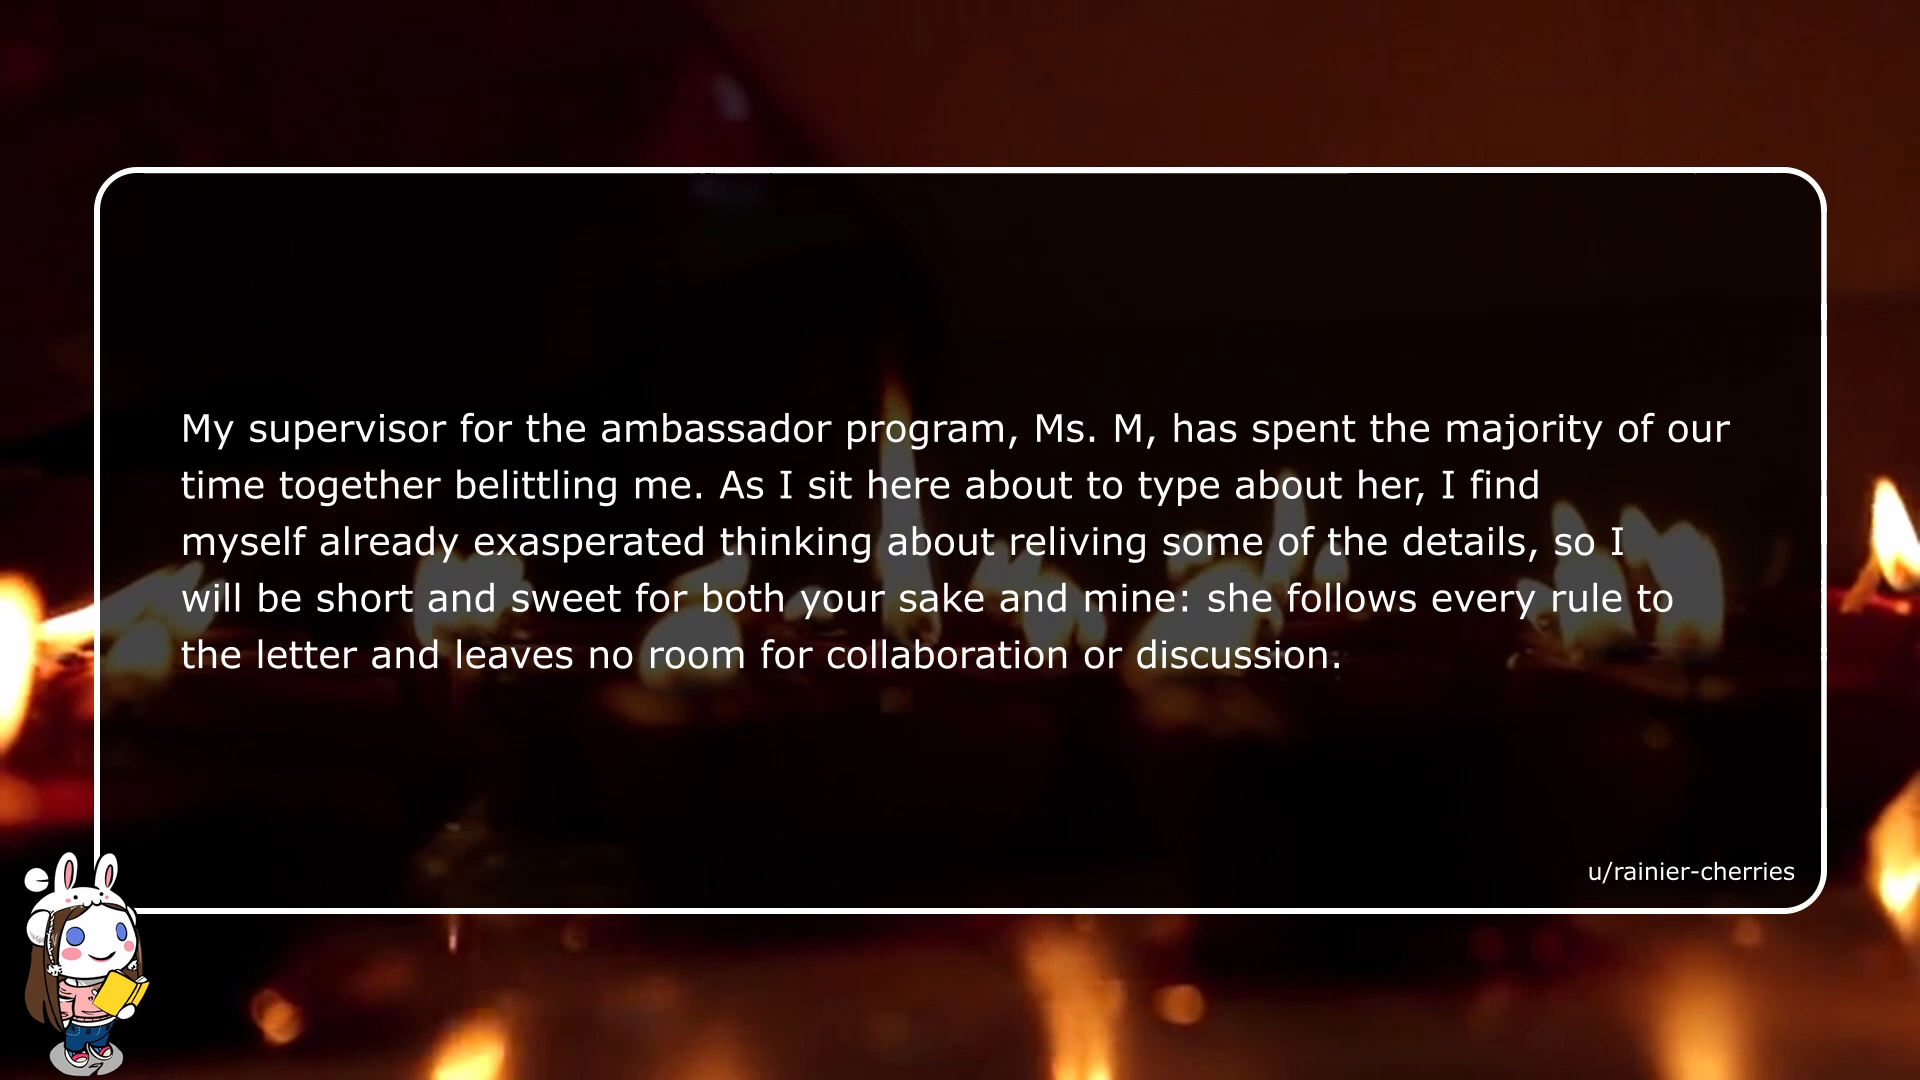 My supervisor for the ambassador program, Ms. M, has spent the majority of our
time together belittling me. As I sit here about to type about her, I find
myself already exasperated thinking about reliving some of the details, so I
will be short and sweet for both your sake and mine: she follows every rule to
the letter and leaves no room for collaboration or discussion.
u/rainier-cherries